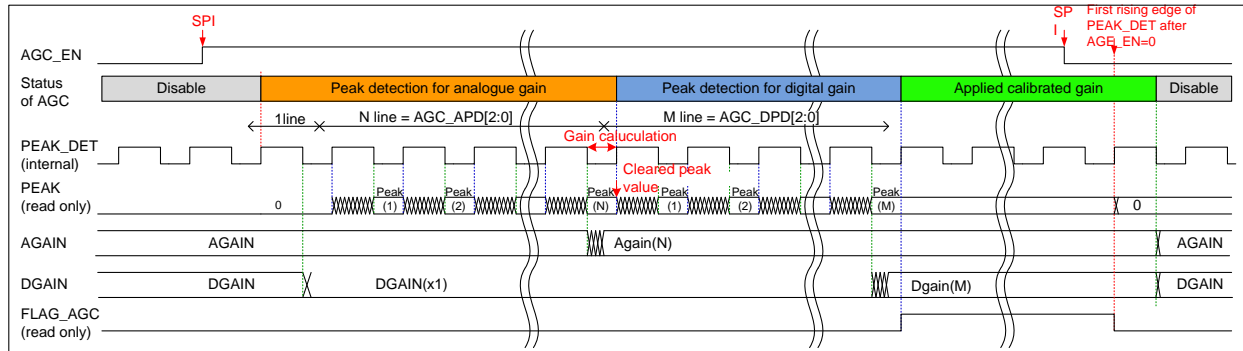 SPI
SP
I
First rising edge of
PEAK_DET after
AGE_EN=0
AGC_EN
Status
of AGC
Disable
Peak detection for analogue gain
Peak detection for digital gain
Applied calibrated gain
Disable
1line
N line = AGC_APD[2:0]
M line = AGC_DPD[2:0]
PEAK_DET
(internal)
Gain caluculation
Cleared peak
value
PEAK
(read only)
0
Peak
(1)
Peak
(2)
Peak
(N)
Peak
(1)
Peak
(2)
Peak
(M)
0
AGAIN
AGAIN
Again(N)
AGAIN
DGAIN
DGAIN
DGAIN(x1)
Dgain(M)
DGAIN
FLAG_AGC
(read only)